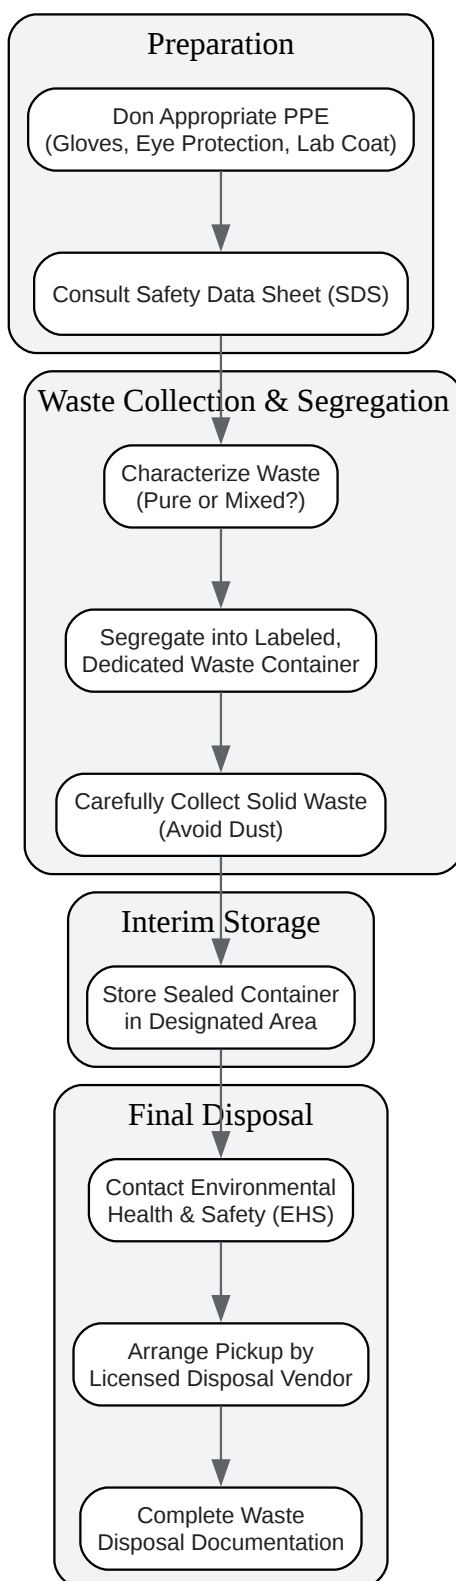 Preparation
Don Appropriate PPE
(Gloves, Eye Protection, Lab Coat)
Consult Safety Data Sheet (SDS)
Waste Collection & Segregation
Characterize Waste
(Pure or Mixed?)
Segregate into Labeled,
Dedicated Waste Container
Carefully Collect Solid Waste
(Avoid Dust)
Interim Storage
Store Sealed Container
in Designated Area
Final Disposal
Contact Environmental
Health & Safety (EHS)
Arrange Pickup by
Licensed Disposal Vendor
Complete Waste
Disposal Documentation